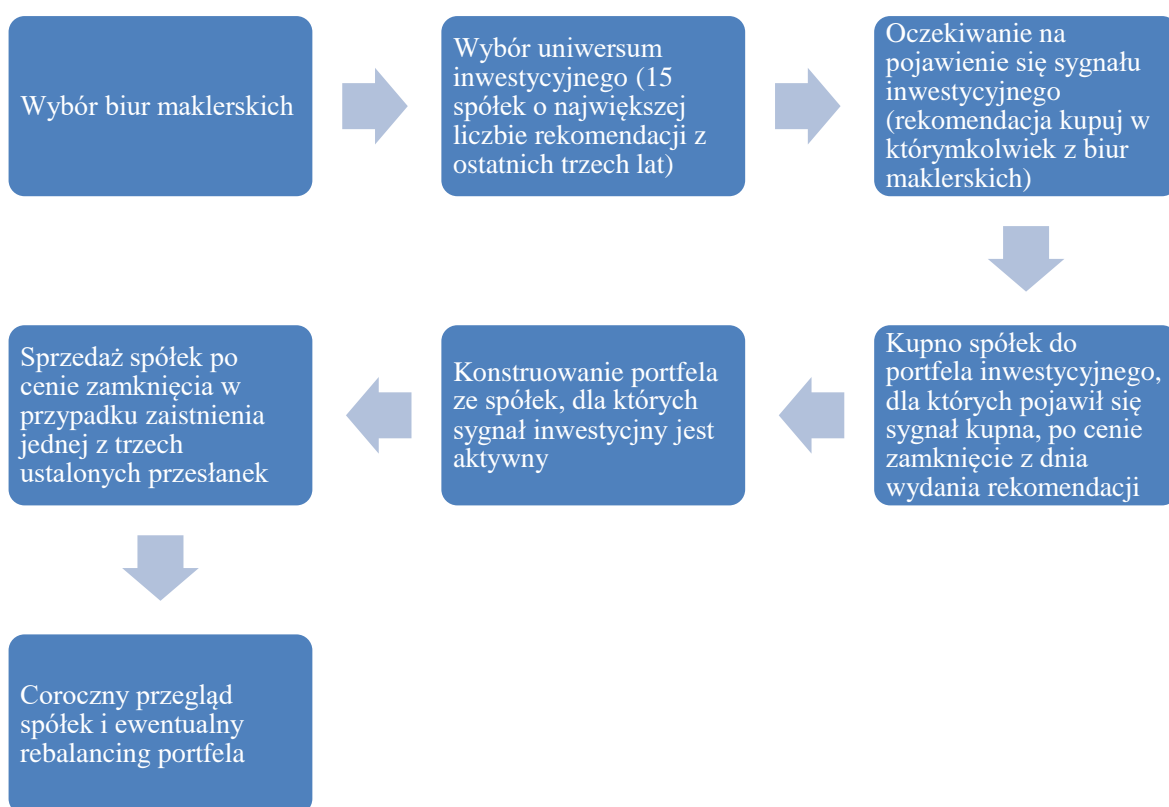 Wybór biur maklerskich
Wybór uniwersum
inwestycyjnego (15
spółek o największej
liczbie rekomendacji z
ostatnich trzech lat)
Oczekiwanie na
pojawienie się sygnału
inwestycyjnego
(rekomendacja kupuj w
którymkolwiek z biur
maklerskich)
Kupno spółek do
portfela inwestycyjnego,
dla których pojawił się
sygnał kupna, po cenie
zamknięcie z dnia
wydania rekomendacji
Konstruowanie portfela
ze spółek, dla których
sygnał inwestycjny jest
aktywny
Sprzedaż spółek po
cenie zamknięcia w
przypadku zaistnienia
jednej z trzech
ustalonych przesłanek
Coroczny przegląd
spółek i ewentualny
rebalancing portfela